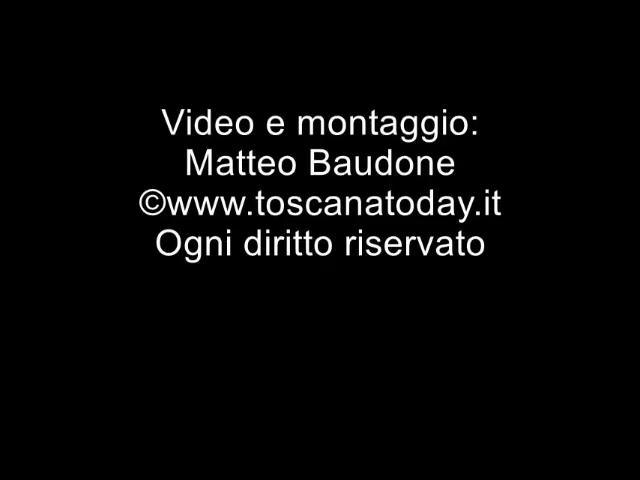 Video e montaggio:
Matteo Baudone
©www.toscanatoday.it
Ogni diritto riservato